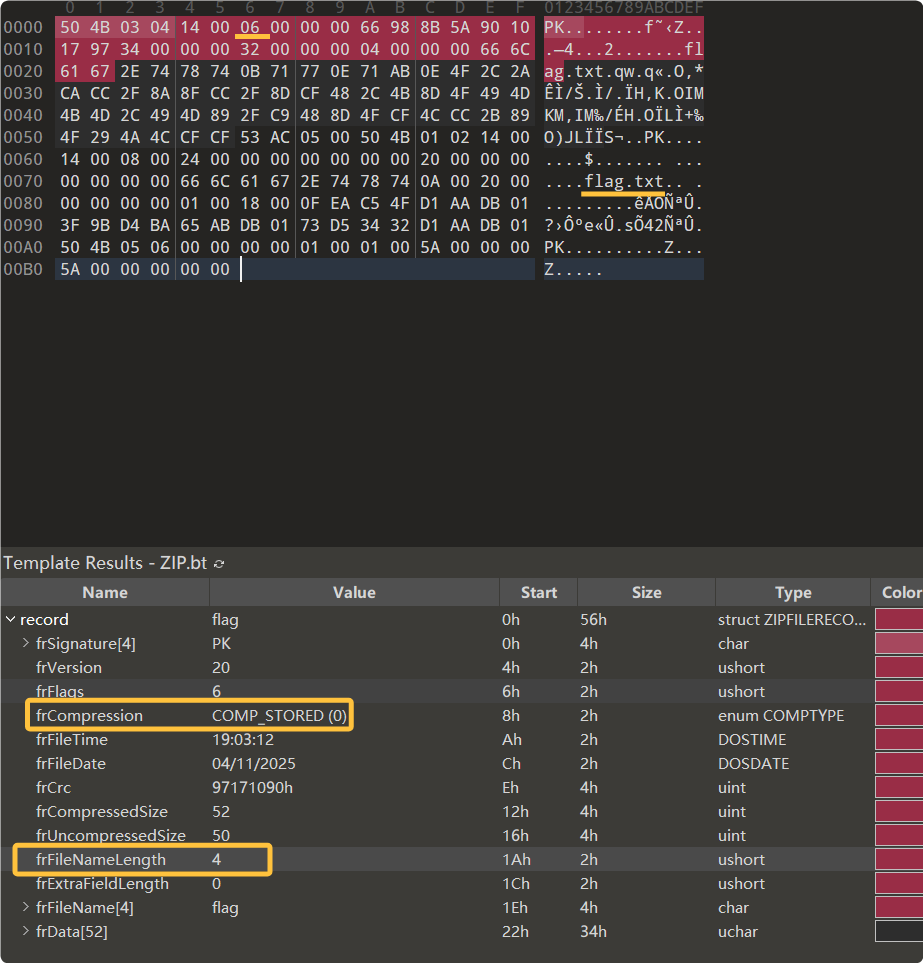 0 1 2 3 4 5 6 7 8 9 A B C D E F 0123456789ABCDEF
0000 50 4B 03 04 14 00 06 00 00 00 66 98 8B 5A 90 10 PK........f˜‹Z..
0010 17 97 34 00 00 00 32 00 00 00 04 00 00 00 66 6C .—4...2.......fl
0020 61 67 2E 74 78 74 0B 71 77 0E 71 AB 0E 4F 2C 2A ag.txt.qw.q«.O,*
0030 CA CC 2F 8A 8F CC 2F 8D CF 48 2C 4B 8D 4F 49 4D ÊÌ/Š.Ì/.ÏH,K.OIM
0040 4B 4D 2C 49 4D 89 2F C9 48 8D 4F CF 4C CC 2B 89 KM,IM‰/ÉH.OÏLÌ+‰
0050 4F 29 4A 4C CF CF 53 AC 05 00 50 4B 01 02 14 00 O)JLÏÏS¬..PK....
0060 14 00 08 00 24 00 00 00 00 00 00 00 20 00 00 00 ....$....... ...
0070 00 00 00 00 66 6C 61 67 2E 74 78 74 0A 00 20 00 ....flag.txt.. .
0080 00 00 00 00 01 00 18 00 0F EA C5 4F D1 AA DB 01 .........êÅOÑªÛ.
0090 3F 9B D4 BA 65 AB DB 01 73 D5 34 32 D1 AA DB 01 ?›Ôºe«Û.sÕ42ÑªÛ.
00A0 50 4B 05 06 00 00 00 00 01 00 01 00 5A 00 00 00 PK..........Z...
00B0 5A 00 00 00 00 00 Z.....
Template Results - ZIP.bt
Name Value Start Size Type Color
record flag 0h 56h struct ZIPFILERECO...
frSignature[4] PK 0h 4h char
frVersion 20 4h 2h ushort
frFlags 6 6h 2h ushort
frCompression COMP_STORED (0) 8h 2h enum COMPTYPE
frFileTime 19:03:12 Ah 2h DOSTIME
frFileDate 04/11/2025 Ch 2h DOSDATE
frCrc 97171090h Eh 4h uint
frCompressedSize 52 12h 4h uint
frUncompressedSize 50 16h 4h uint
frFileNameLength 4 1Ah 2h ushort
frExtraFieldLength 0 1Ch 2h ushort
frFileName[4] flag 1Eh 4h char
frData[52] 22h 34h uchar